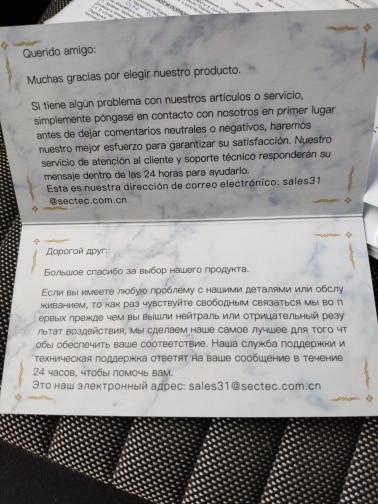 Querido amigo:
Muchas gracias por elegir nuestro producto.
Si tiene algún problema con nuestros artículos o servicio,
simplemente póngase en contacto con nosotros en primer lugar
antes de dejar comentarios neutrales o negativos, haremos
nuestro mejor esfuerzo para garantizar su satisfacción. Nuestro
servicio de atención al cliente y soporte técnico responderán su
mensaje dentro de las 24 horas para ayudarlo.
Esta es nuestra dirección de correo electrónico: sales31
@sectec.com.cn
Дорогой друг:
Большое спасибо за выбор нашего продукта.
Если вы имеете любую проблему с нашими деталями или обслу
живанием, то как раз чувствуйте свободным связаться мы во п
ервых прежде чем вы вышли нейтраль или отрицательный резу
льтат воздействия, мы сделаем наше самое лучшее для того чт
обы обеспечить ваше соответствие. Наша служба поддержки и
техническая поддержка ответят на ваше сообщение в течение
24 часов, чтобы помочь вам.
Это наш электронный адрес: sales31@sectec.com.cn